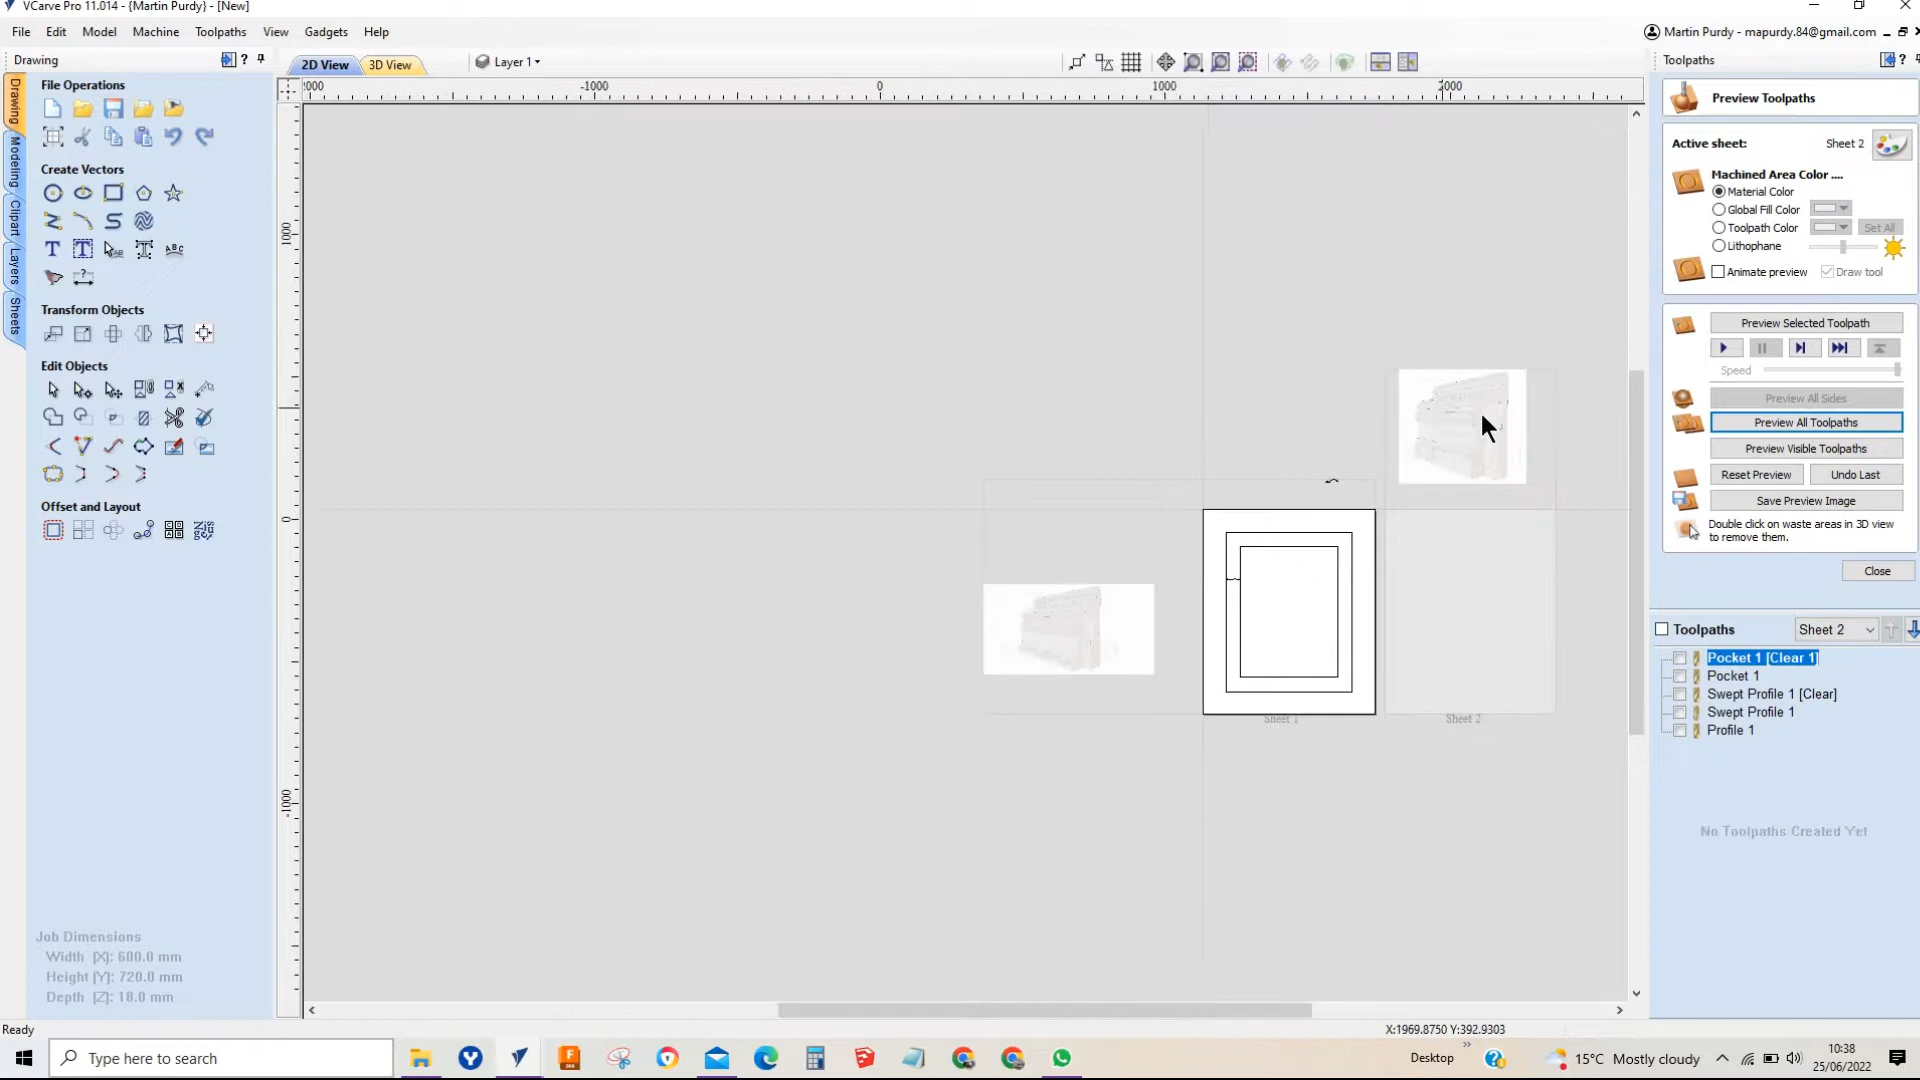 VCarve Pro 11.014 - {Martin Purdy} - [New]
File Edit Model Machine Toolpaths View Gadgets Help
Martin Purdy - mapurdy.84@gmail.com
Drawing
2D View
3D View
Layer 1
Toolpaths
Drawing
Modeling
Clipart
Layers
Sheets
File Operations
Create Vectors
Transform Objects
Edit Objects
Offset and Layout
Job Dimensions
Width [X]: 600.0 mm
Height [Y]: 720.0 mm
Depth [Z]: 18.0 mm
-1000
0
1000
2000
1000
0
-1000
Sheet 1
Sheet 2
Preview Toolpaths
Active sheet: Sheet 2
Machined Area Color ....
Material Color
Global Fill Color
Toolpath Color
Set All
Lithophane
Animate preview
Draw tool
Preview Selected Toolpath
Speed
Preview All Sides
Preview All Toolpaths
Preview Visible Toolpaths
Reset Preview
Undo Last
Save Preview Image
Double click on waste areas in 3D view
to remove them.
Close
Toolpaths
Sheet 2
Pocket 1 [Clear 1]
Pocket 1
Swept Profile 1 [Clear]
Swept Profile 1
Profile 1
No Toolpaths Created Yet
Ready
X:1969.8750 Y:392.9303
Type here to search
Desktop
15°C Mostly cloudy
10:38
25/06/2022